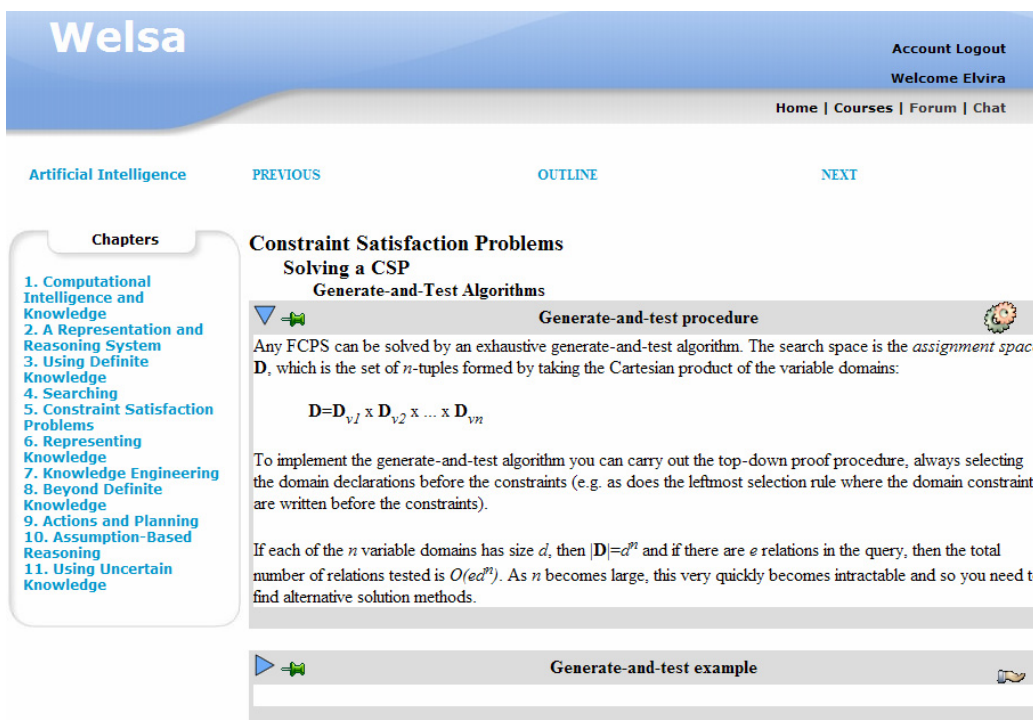 Welsa
Account Logout
Welcome Elvira
Home | Courses | Forum | Chat
Artificial Intelligence
PREVIOUS
OUTLINE
NEXT
Chapters
1. Computational
Intelligence and
Knowledge
2. A Representation and
Reasoning System
3. Using Definite
Knowledge
4. Searching
5. Constraint Satisfaction
Problems
6. Representing
Knowledge
7. Knowledge Engineering
8. Beyond Definite
Knowledge
9. Actions and Planning
10. Assumption-Based
Reasoning
11. Using Uncertain
Knowledge
Constraint Satisfaction Problems
Solving a CSP
Generate-and-Test Algorithms
Generate-and-test procedure
Any FCPS can be solved by an exhaustive generate-and-test algorithm. The search space is the assignment space
D, which is the set of n-tuples formed by taking the Cartesian product of the variable domains:
D=D_v1 x D_v2 x ... x D_vn
To implement the generate-and-test algorithm you can carry out the top-down proof procedure, always selecting
the domain declarations before the constraints (e.g. as does the leftmost selection rule where the domain constraint
are written before the constraints).
If each of the n variable domains has size d, then |D|=d^n and if there are e relations in the query, then the total
number of relations tested is O(ed^n). As n becomes large, this very quickly becomes intractable and so you need t
find alternative solution methods.
Generate-and-test example